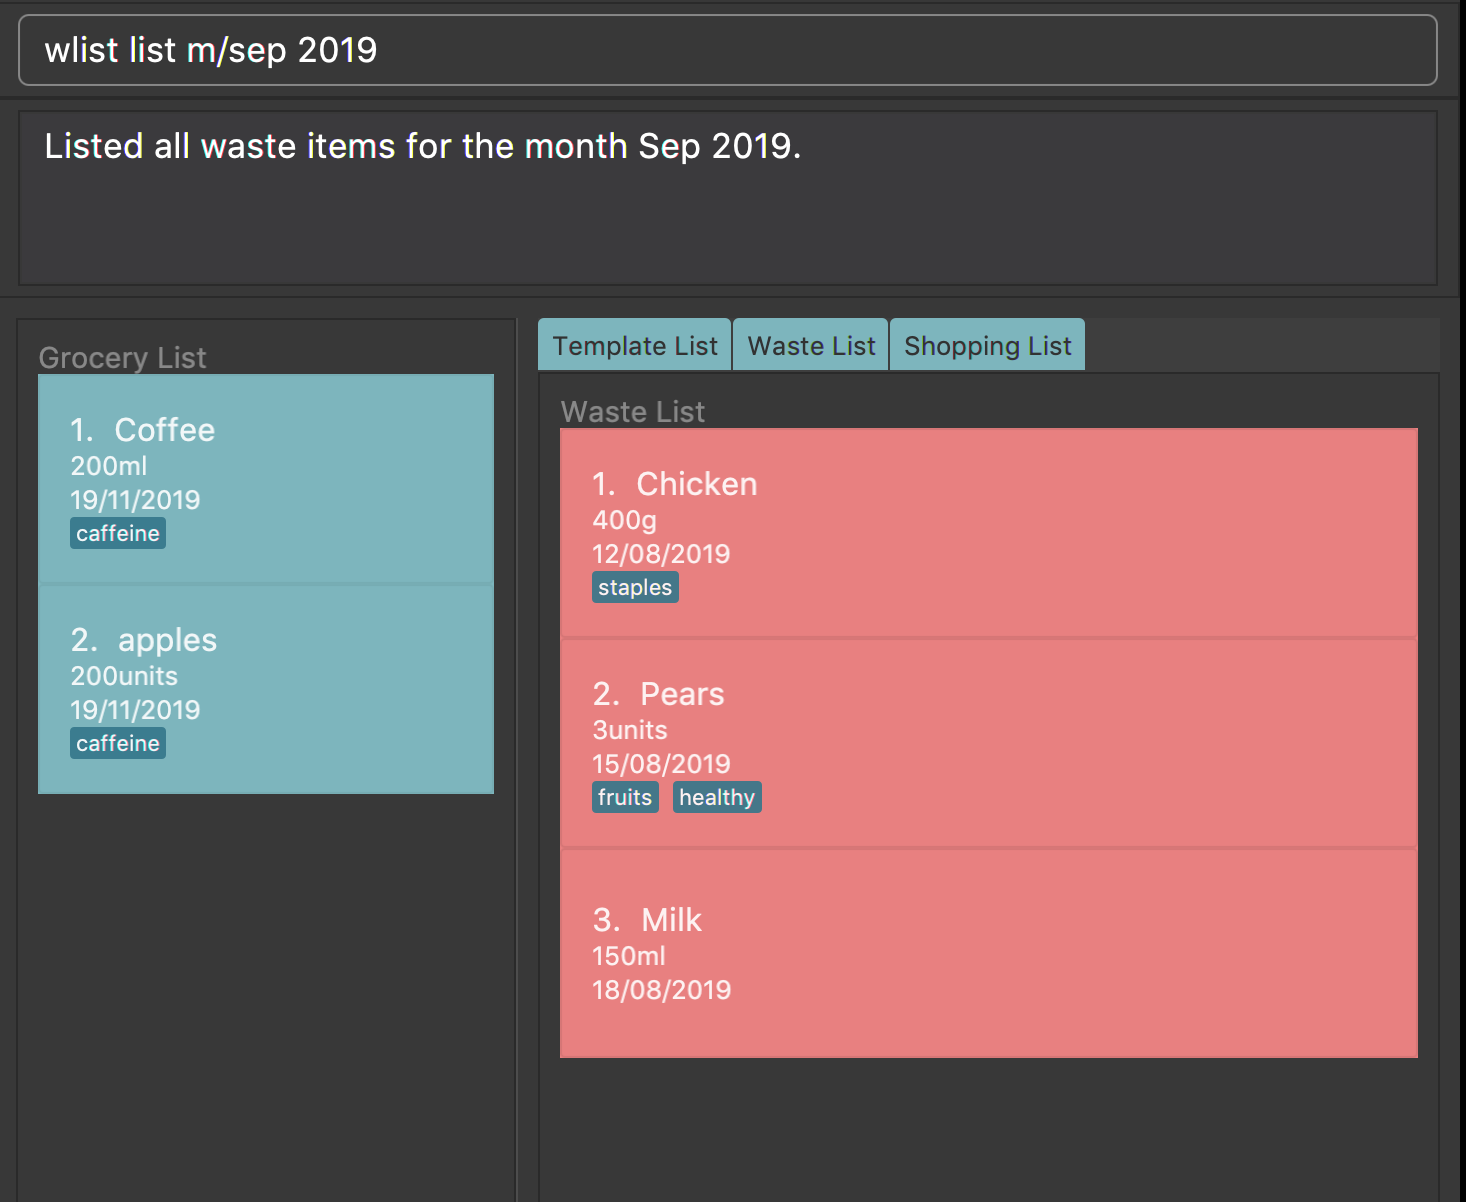 wlist list m/sep 2019
Listed all waste items for the month Sep 2019.
Grocery List
1. Coffee
200ml
19/11/2019
caffeine
2. apples
200units
19/11/2019
caffeine
Template List Waste List Shopping List
Waste List
1. Chicken
400g
12/08/2019
staples
2. Pears
3units
15/08/2019
fruits healthy
3. Milk
150ml
18/08/2019